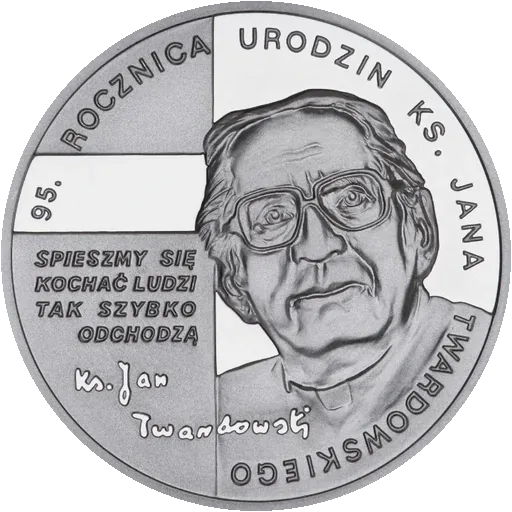 95. ROCZNICA URODZIN KS. JANA TWARDOWSKIEGO
SPIESZMY SIĘ
KOCHAĆ LUDZI
TAK SZYBKO
ODCHODZĄ
Ks. Jan
Twardowski